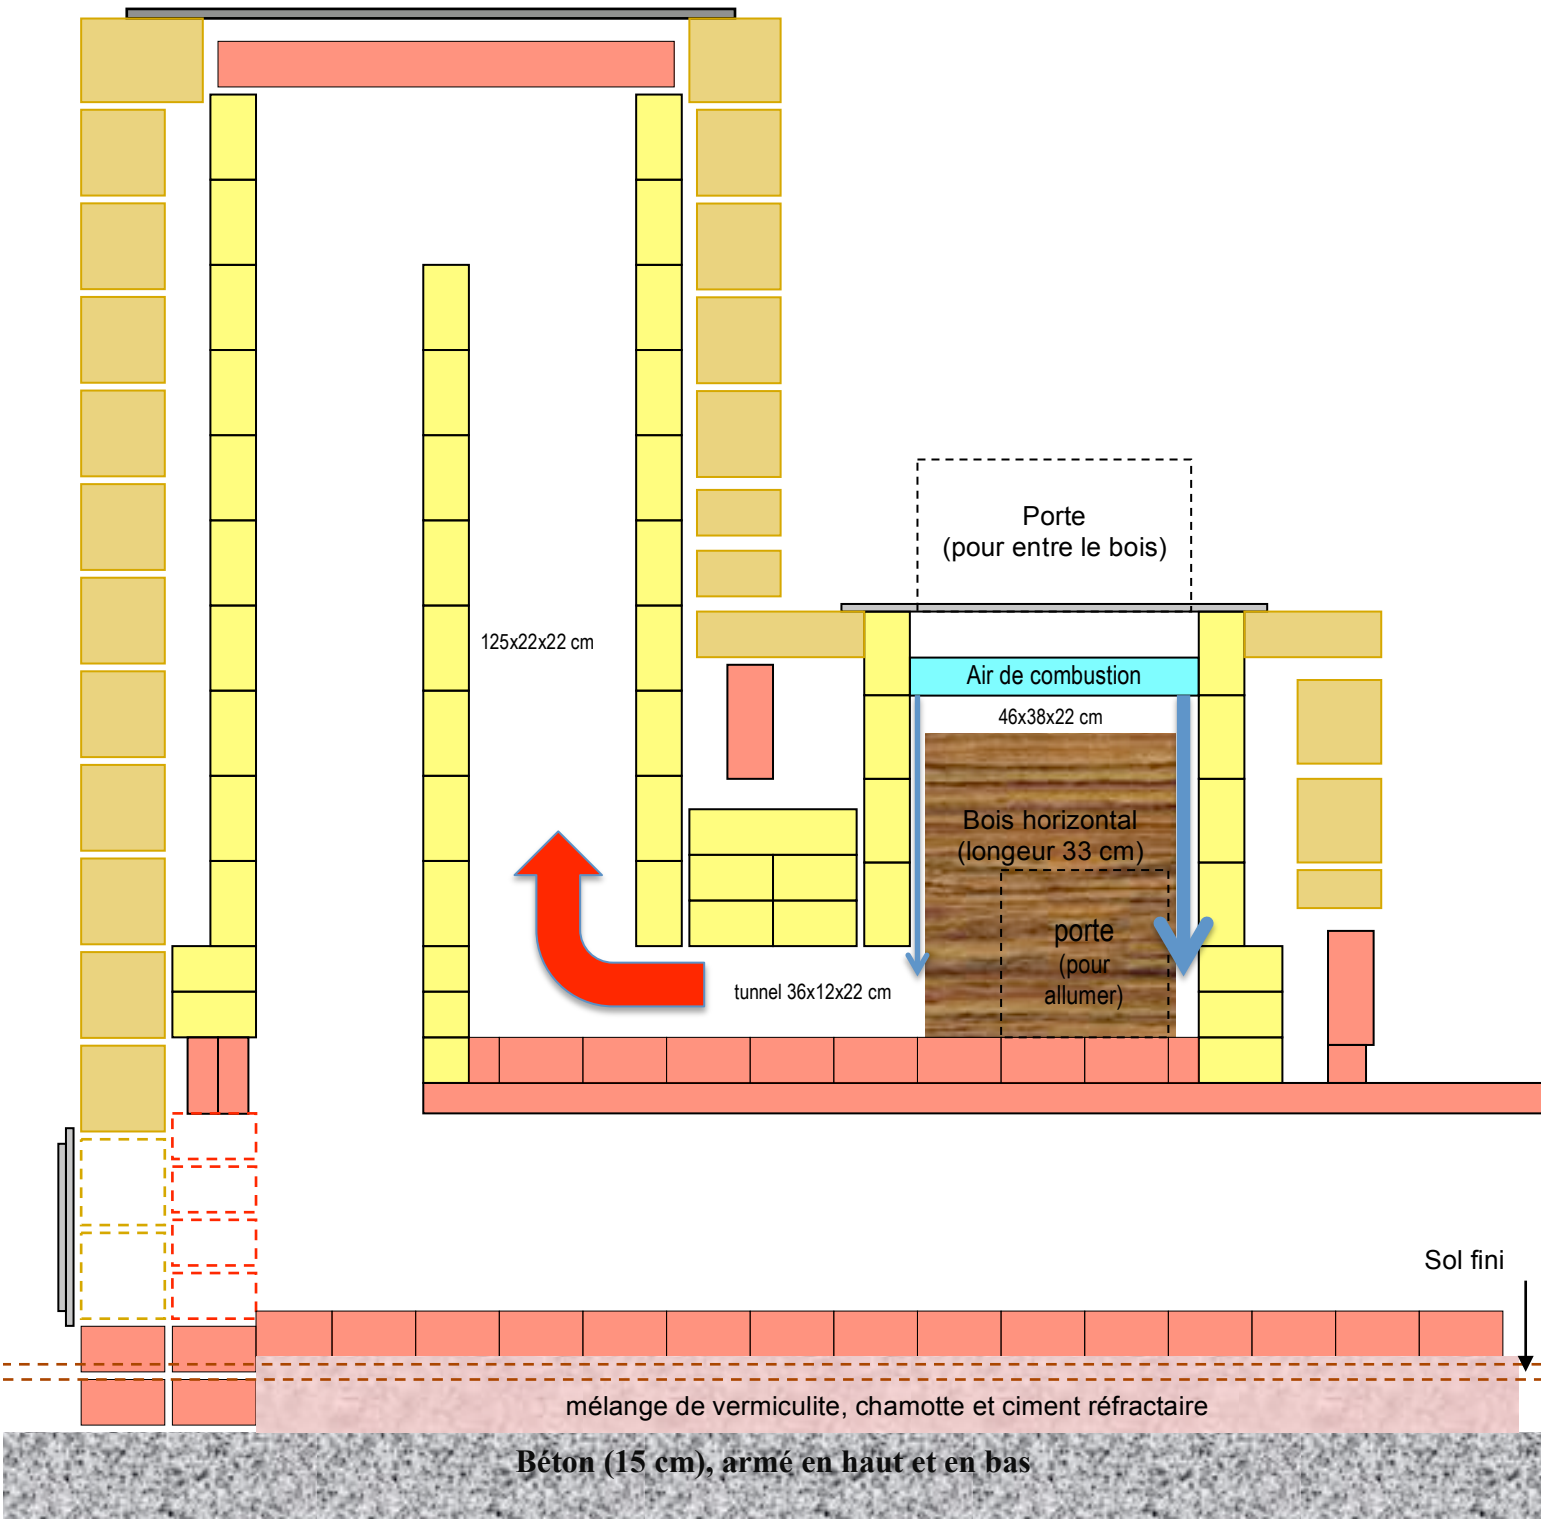 Porte
(pour entre le bois)
125x22x22 cm
Air de combustion
46x38x22 cm
Bois horizontal
(longeur 33 cm)
porte
(pour
allumer)
tunnel 36x12x22 cm
Sol fini
mélange de vermiculite, chamotte et ciment réfractaire
Béton (15 cm), armé en haut et en bas